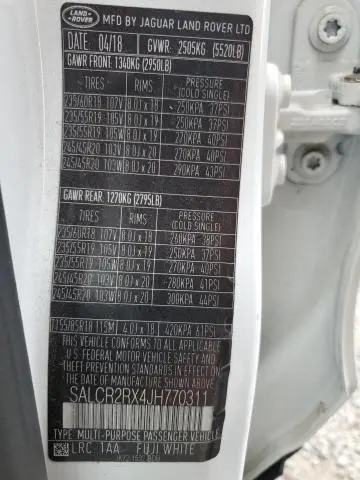 LAND-ROVER
MFD BY JAGUAR LAND ROVER LTD
DATE 04/18 GVWR 2505KG (5520LB)
GAWR FRONT: 1340KG (2950LB)
TIRES RIMS PRESSURE
(COLD SINGLE)
235/60R18 107V 8.0J x 18 250KPA 37PSI
235/55R19 105V 8.0J x 19 250KPA 37PSI
235/55R19 105W 8.0J x 19 270KPA 40PSI
245/45R20 103V 8.0J x 20 270KPA 40PSI
245/45R20 103W 8.0J x 20 290KPA 43PSI
GAWR REAR 1270KG (2795LB)
TIRES RIMS PRESSURE
(COLD SINGLE)
235/60R18 107V 8.0J x 18 260KPA 38PSI
235/55R19 105V 8.0J x 19 250KPA 37PSI
235/55R19 105W 8.0J x 19 270KPA 40PSI
245/45R20 103V 8.0J x 20 280KPA 41PSI
245/45R20 103W 8.0J x 20 300KPA 44PSI
T155/85R18 115M 4.0J x 18 420KPA 61PSI
THIS VEHICLE CONFORMS TO ALL APPLICABLE
U.S. FEDERAL MOTOR VEHICLE SAFETY
AND THEFT PREVENTION STANDARDS IN EFFECT ON
THE DATE OF MANUFACTURE SHOWN ABOVE.
SALCR2RX4JH770311
TYPE: MULTI-PURPOSE PASSENGER VEHICLE
LRC 1AA FUJI WHITE